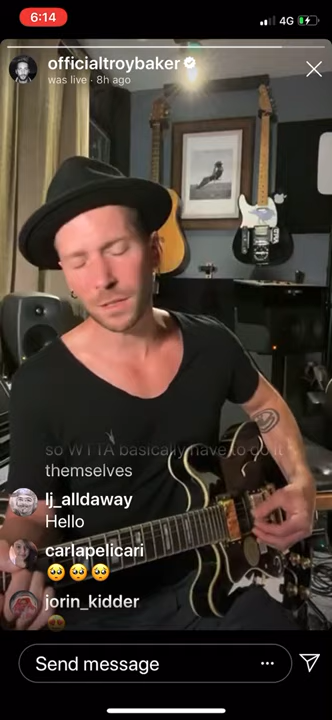 6:14
4G
officialtroybaker
was live · 8h ago
so WTTA basically have to do it
themselves
lj_alldaway
Hello
carlapelicari
🥺🥺🥺
jorin_kidder
Send message